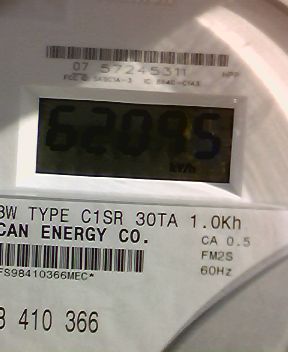 07 57245311
62095
kWh
3W TYPE C1SR 30TA 1.0Kh
CAN ENERGY CO.
CA 0.5
FM2S
60Hz
FS98410366MEC*
410 366